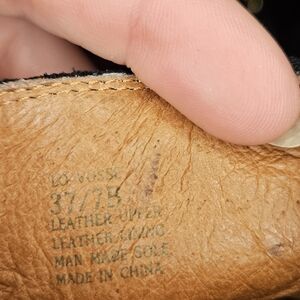 37/7.5
LEATHER UPPER
LEATHER LINING
MAN MADE SOLE
MADE IN CHINA